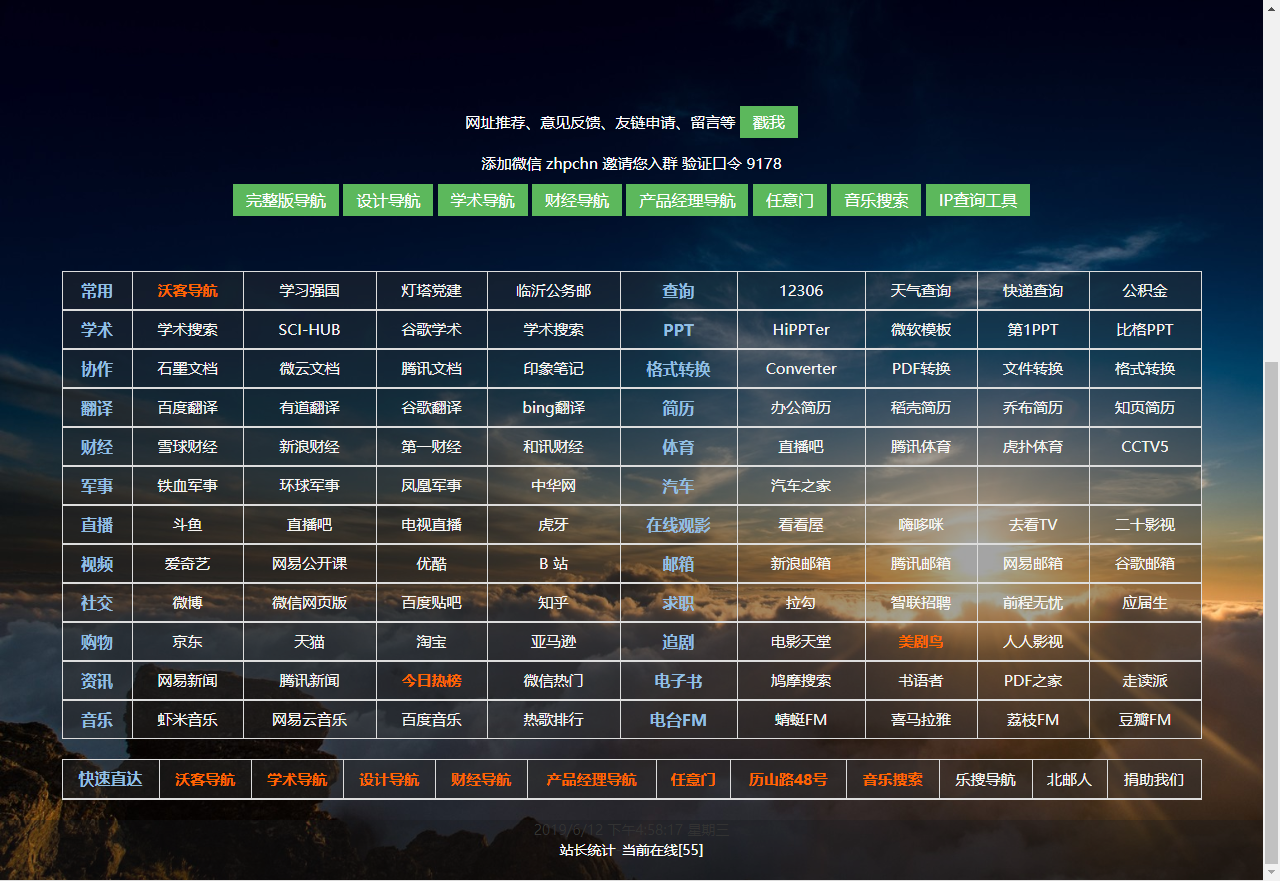 网址推荐、意见反馈、友链申请、留言等 戳我
添加微信 zhpchn 邀请您入群 验证口令 9178
完整版导航 设计导航 学术导航 财经导航 产品经理导航 任意门 音乐搜索 IP查询工具
常用 沃客导航 学习强国 灯塔党建 临沂公务邮 查询 12306 天气查询 快递查询 公积金
学术 学术搜索 SCI-HUB 谷歌学术 学术搜索 PPT HiPPTer 微软模板 第1PPT 比格PPT
协作 石墨文档 微云文档 腾讯文档 印象笔记 格式转换 Converter PDF转换 文件转换 格式转换
翻译 百度翻译 有道翻译 谷歌翻译 bing翻译 简历 办公简历 稻壳简历 乔布简历 知页简历
财经 雪球财经 新浪财经 第一财经 和讯财经 体育 直播吧 腾讯体育 虎扑体育 CCTV5
军事 铁血军事 环球军事 凤凰军事 中华网 汽车 汽车之家
直播 斗鱼 直播吧 电视直播 虎牙 在线观影 看看屋 嗨哆咪 去看TV 二十影视
视频 爱奇艺 网易公开课 优酷 B 站 邮箱 新浪邮箱 腾讯邮箱 网易邮箱 谷歌邮箱
社交 微博 微信网页版 百度贴吧 知乎 求职 拉勾 智联招聘 前程无忧 应届生
购物 京东 天猫 淘宝 亚马逊 追剧 电影天堂 美剧鸟 人人影视
资讯 网易新闻 腾讯新闻 今日热榜 微信热门 电子书 鸠摩搜索 书语者 PDF之家 走读派
音乐 虾米音乐 网易云音乐 百度音乐 热歌排行 电台FM 蜻蜓FM 喜马拉雅 荔枝FM 豆瓣FM
快速直达 沃客导航 学术导航 设计导航 财经导航 产品经理导航 任意门 历山路48号 音乐搜索 乐搜导航 北邮人 捐助我们
2019/6/12 下午4:58:17 星期三
站长统计 当前在线[55]